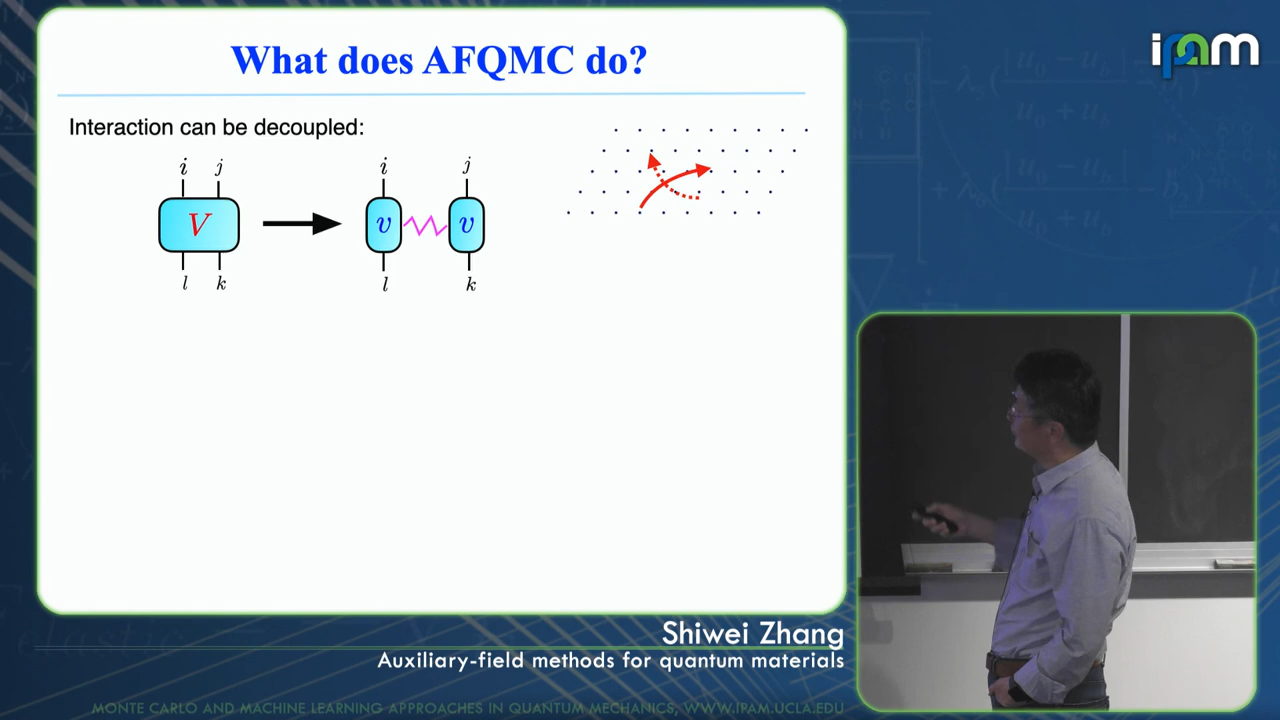 What does AFQMC do?
ipam
Interaction can be decoupled:
i j i j
V v v
l k l k
Shiwei Zhang
Auxiliary-field methods for quantum materials
MONTE CARLO AND MACHINE LEARNING APPROACHES IN QUANTUM MECHANICS, WWW.IPAM.UCLA.EDU